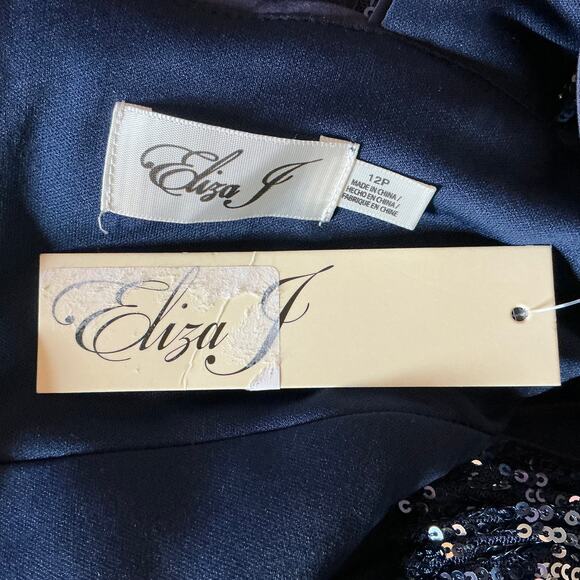 Eliza J
12P
MADE IN CHINA /
HECHO EN CHINA /
FABRIQUE EN CHINE
Eliza J